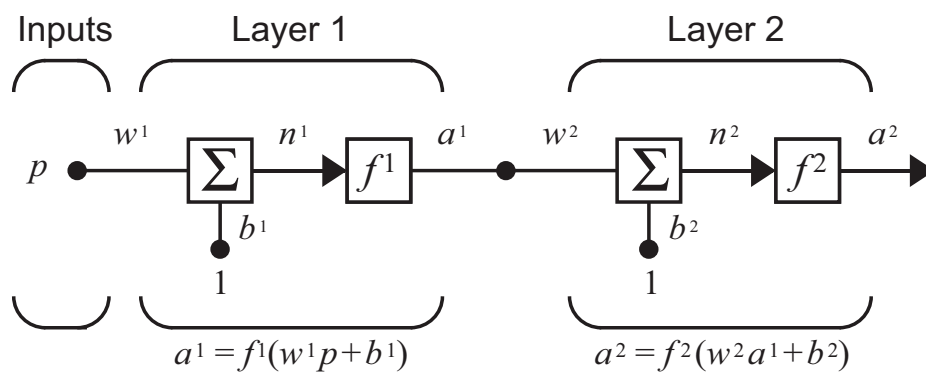 Inputs Layer 1 Layer 2
p w¹ Σ n¹ f¹ a¹ w² Σ n² f² a²
b¹ b²
1 1
a¹ = f¹(w¹p + b¹) a² = f²(w²a¹ + b²)